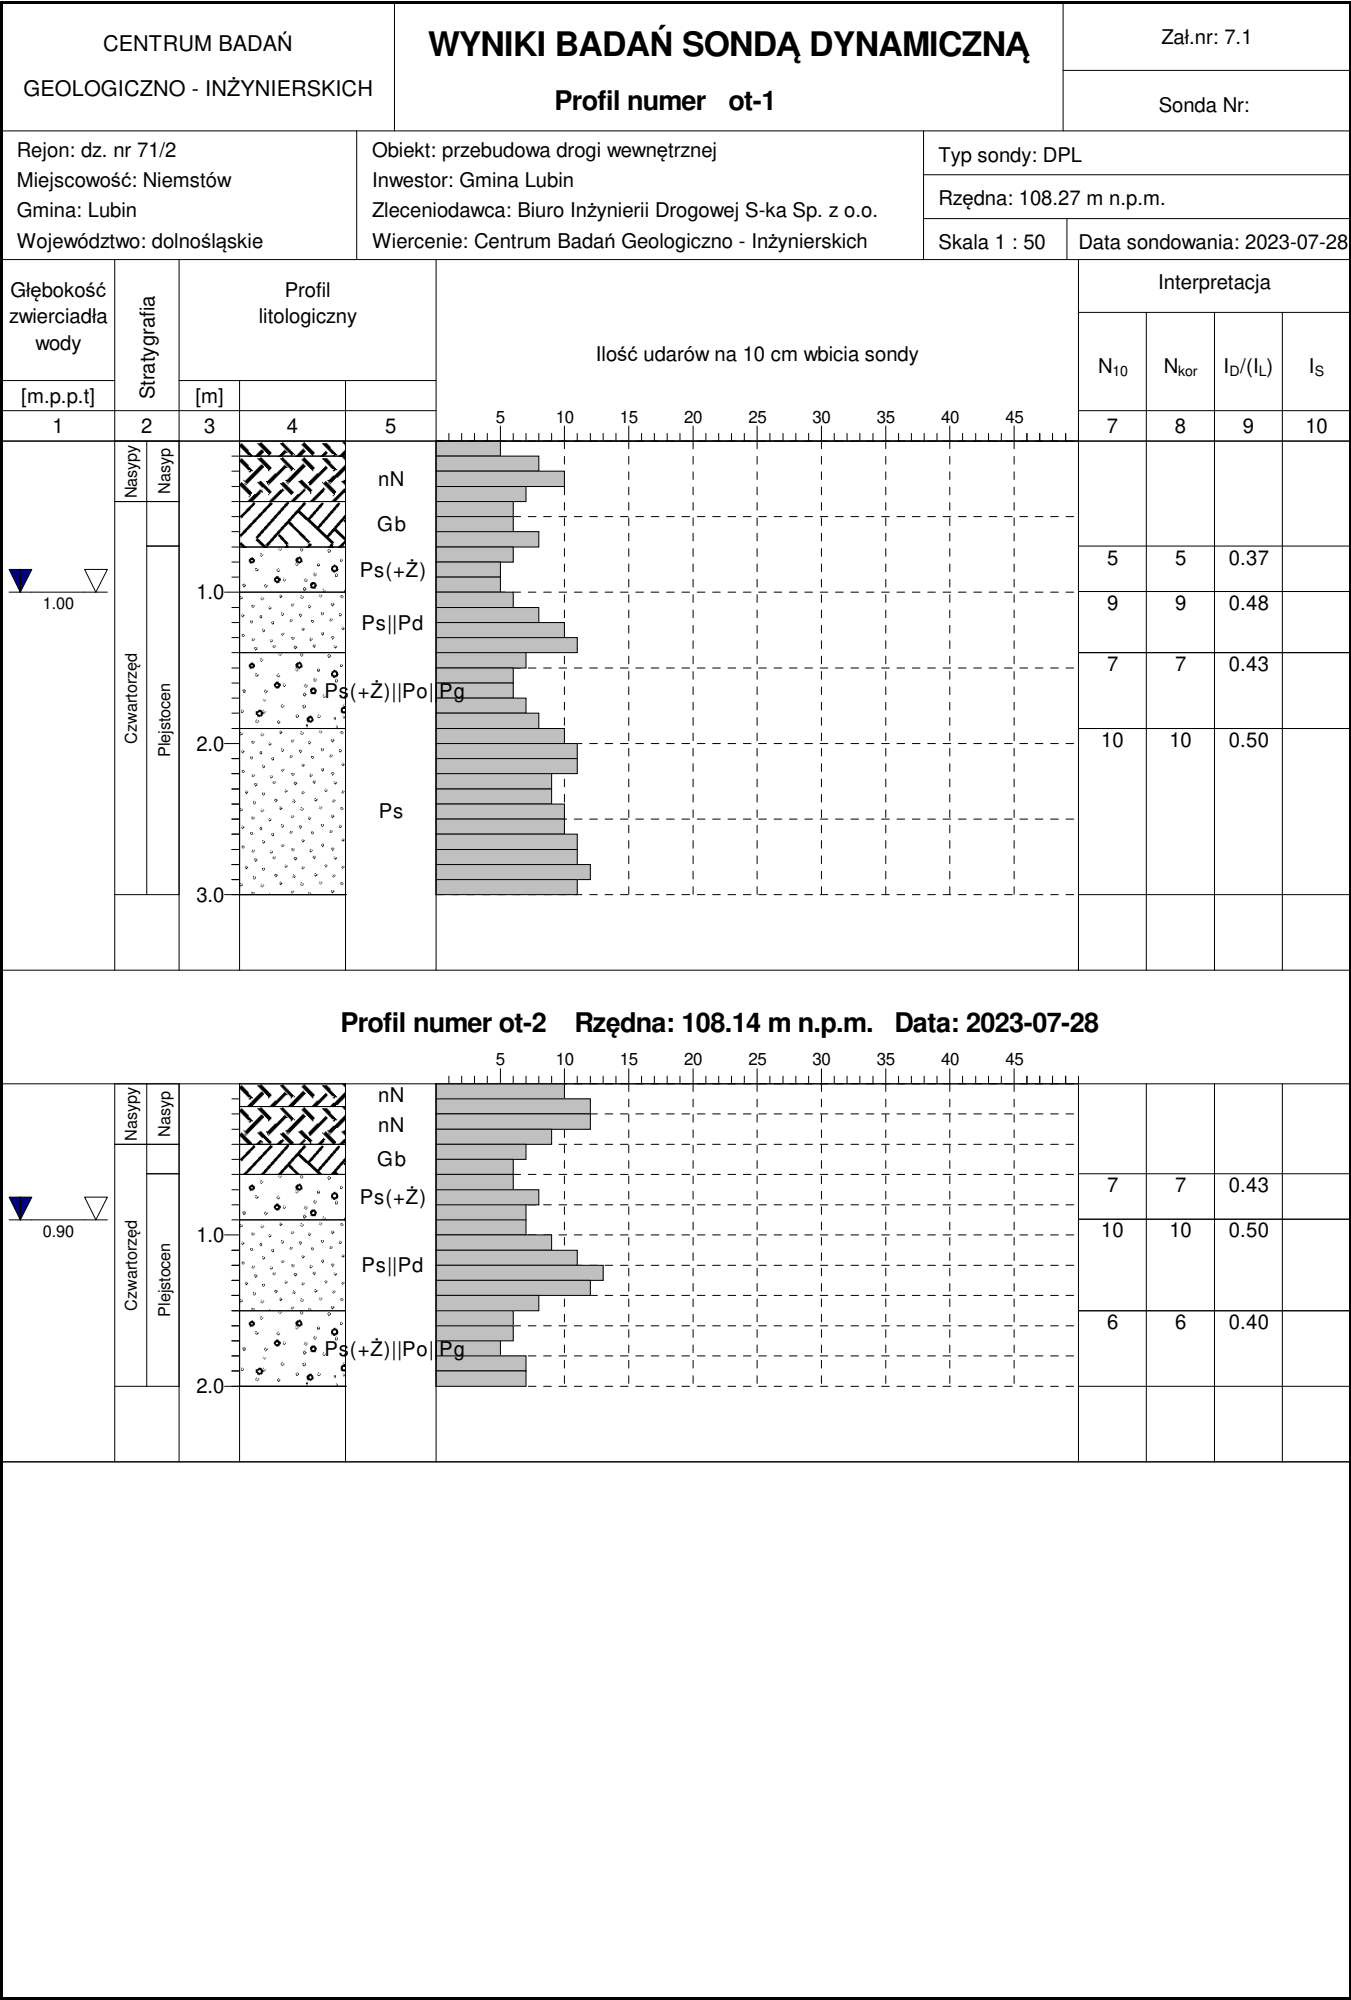 CENTRUM BADAŃ
GEOLOGICZNO - INŻYNIERSKICH
WYNIKI BADAŃ SONDĄ DYNAMICZNĄ
Profil numer ot-1
Zał.nr: 7.1
Sonda Nr:
Rejon: dz. nr 71/2
Miejscowość: Niemstów
Gmina: Lubin
Województwo: dolnośląskie
Obiekt: przebudowa drogi wewnętrznej
Inwestor: Gmina Lubin
Zleceniodawca: Biuro Inżynierii Drogowej S-ka Sp. z o.o.
Wiercenie: Centrum Badań Geologiczno - Inżynierskich
Typ sondy: DPL
Rzędna: 108.27 m n.p.m.
Skala 1 : 50
Data sondowania: 2023-07-28
Głębokość
zwierciadła
wody
[m.p.p.t]
Stratygrafia
Profil
litologiczny
[m]
Ilość udarów na 10 cm wbicia sondy
Interpretacja
N10 Nkor ID/(IL) IS
5 10 15 20 25 30 35 40 45
1 2 3 4 5 7 8 9 10
Nasypy
Nasyp
nN
Gb
Ps(+Ż)
5 5 0.37
1.00
1.0
9 9 0.48
Ps||Pd
7 7 0.43
Ps(+Ż)||Po||Pg
Czwartorzęd
Plejstocen
10 10 0.50
2.0
Ps
3.0
Profil numer ot-2 Rzędna: 108.14 m n.p.m. Data: 2023-07-28
5 10 15 20 25 30 35 40 45
Nasypy
Nasyp
nN
nN
Gb
Ps(+Ż)
7 7 0.43
0.90
1.0
10 10 0.50
Ps||Pd
Czwartorzęd
Plejstocen
6 6 0.40
Ps(+Ż)||Po||Pg
2.0